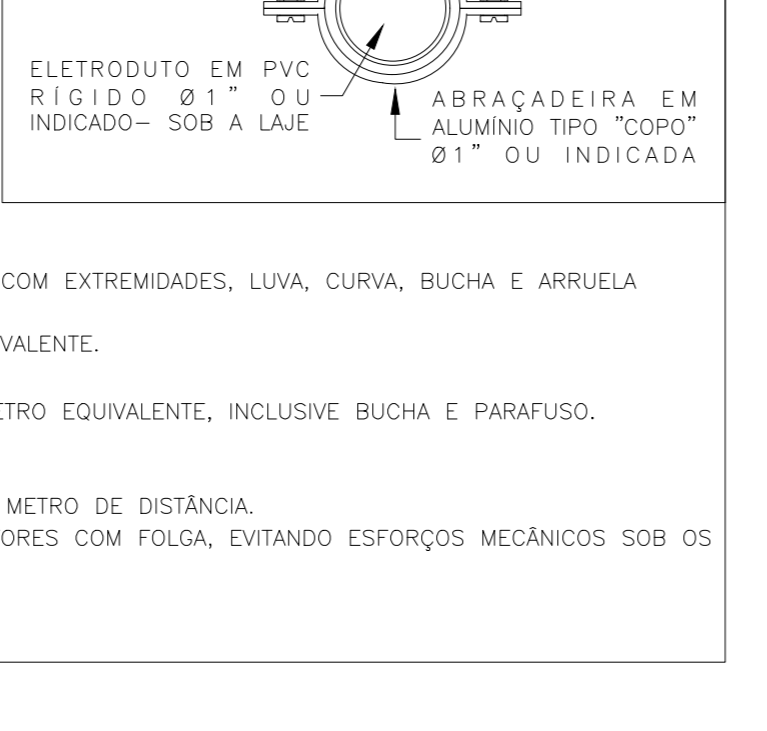 ELETRODUTO EM PVC
RÍGIDO Ø1" OU
INDICADO- SOB A LAJE
ABRAÇADEIRA EM
ALUMÍNIO TIPO "COPO"
Ø1" OU INDICADA
COM EXTREMIDADES, LUVA, CURVA, BUCHA E ARRUELA
VALENTE.
ETRO EQUIVALENTE, INCLUSIVE BUCHA E PARAFUSO.
METRO DE DISTÂNCIA.
ORES COM FOLGA, EVITANDO ESFORÇOS MECÂNICOS SOB OS